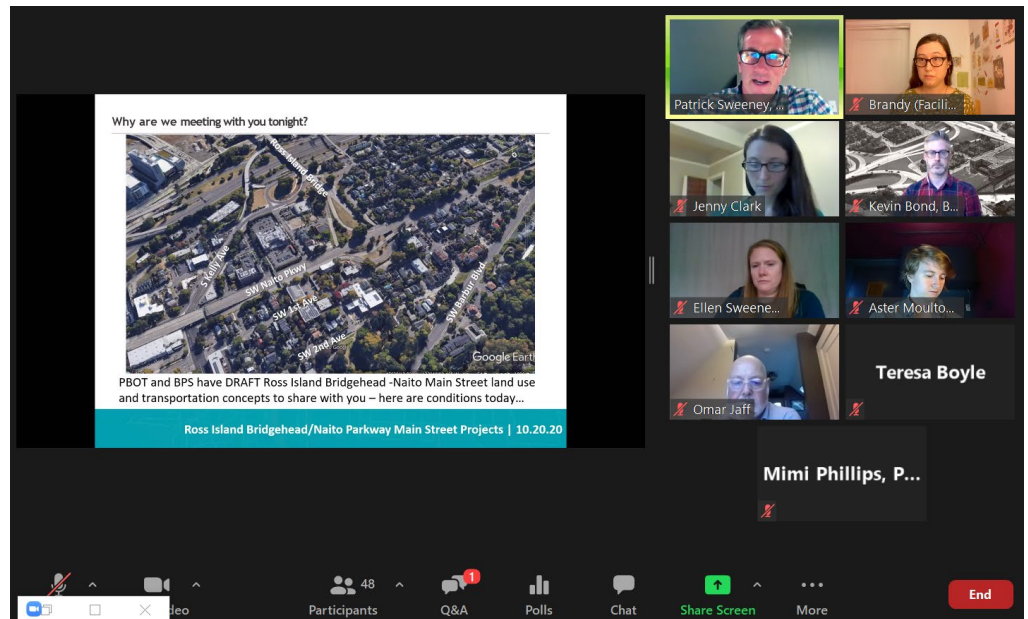 Why are we meeting with you tonight?
Ross Island Bridge
S Kelly Ave
SW Naito Pkwy
SW 1st Ave
SW 2nd Ave
SW Barbur Blvd
Google Earth
PBOT and BPS have DRAFT Ross Island Bridgehead -Naito Main Street land use
and transportation concepts to share with you – here are conditions today...
Ross Island Bridgehead/Naito Parkway Main Street Projects | 10.20.20
Patrick Sweeney, ...
Brandy (Facili...
Jenny Clark
Kevin Bond, B...
Ellen Sweene...
Aster Moulto...
Omar Jaff
Teresa Boyle
Mimi Phillips, P...
48
1
deo
Participants
Q&A
Polls
Chat
Share Screen
More
End